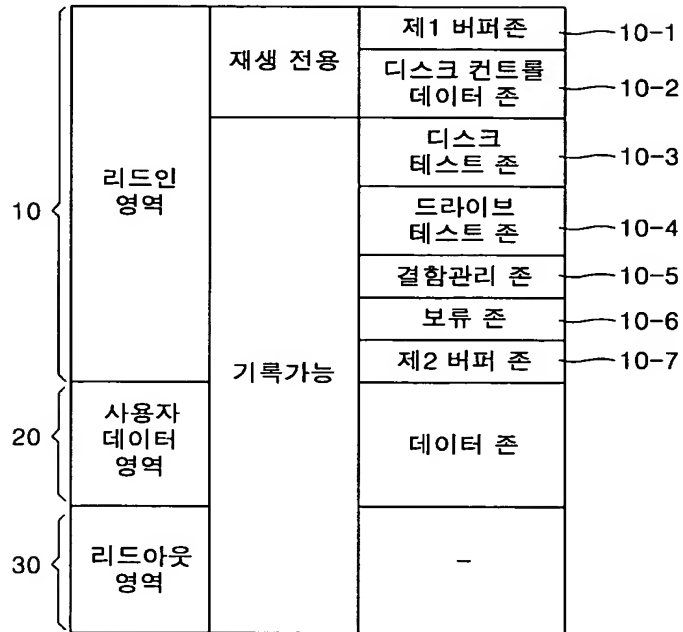 제1 버퍼존
10-1
재생 전용
디스크 컨트롤
데이터 존
10-2
디스크
테스트 존
10-3
10
리드인
영역
드라이브
테스트 존
10-4
결함관리 존
10-5
보류 존
10-6
기록가능
제2 버퍼 존
10-7
20
사용자
데이터
영역
데이터 존
30
리드아웃
영역
–